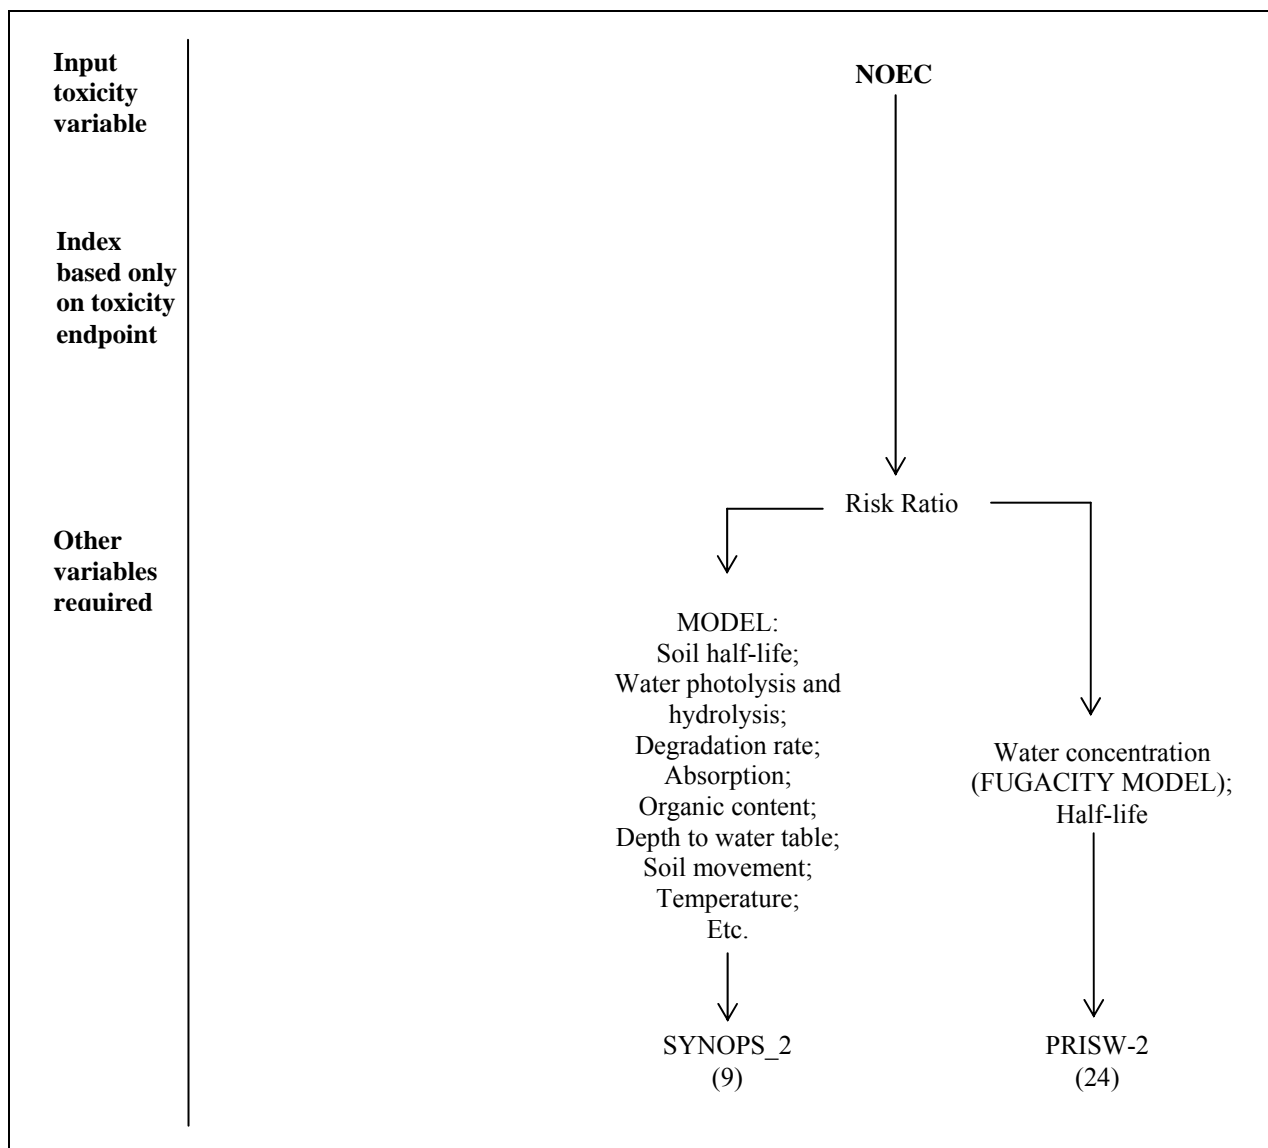 Input
toxicity
variable
NOEC
Index
based only
on toxicity
endpoint
Risk Ratio
Other
variables
required
MODEL:
Soil half-life;
Water photolysis and
hydrolysis;
Degradation rate;
Absorption;
Organic content;
Depth to water table;
Soil movement;
Temperature;
Etc.
Water concentration
(FUGACITY MODEL);
Half-life
SYNOPS_2
(9)
PRISW-2
(24)